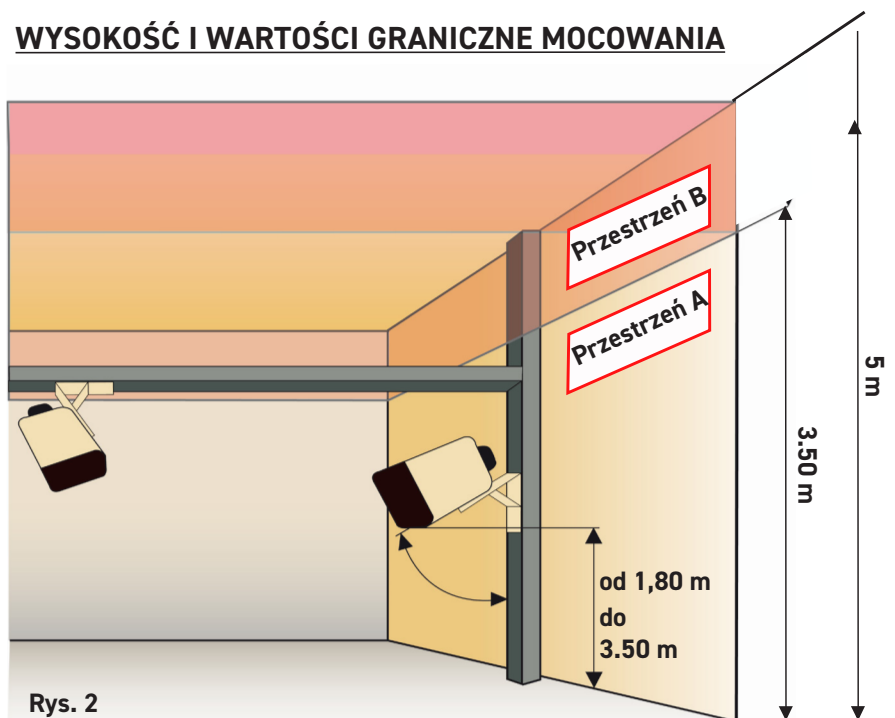 WYSOKOŚĆ I WARTOŚCI GRANICZNE MOCOWANIA
Przestrzeń B
Przestrzeń A
5 m
3.50 m
od 1,80 m
do
3.50 m
Rys. 2